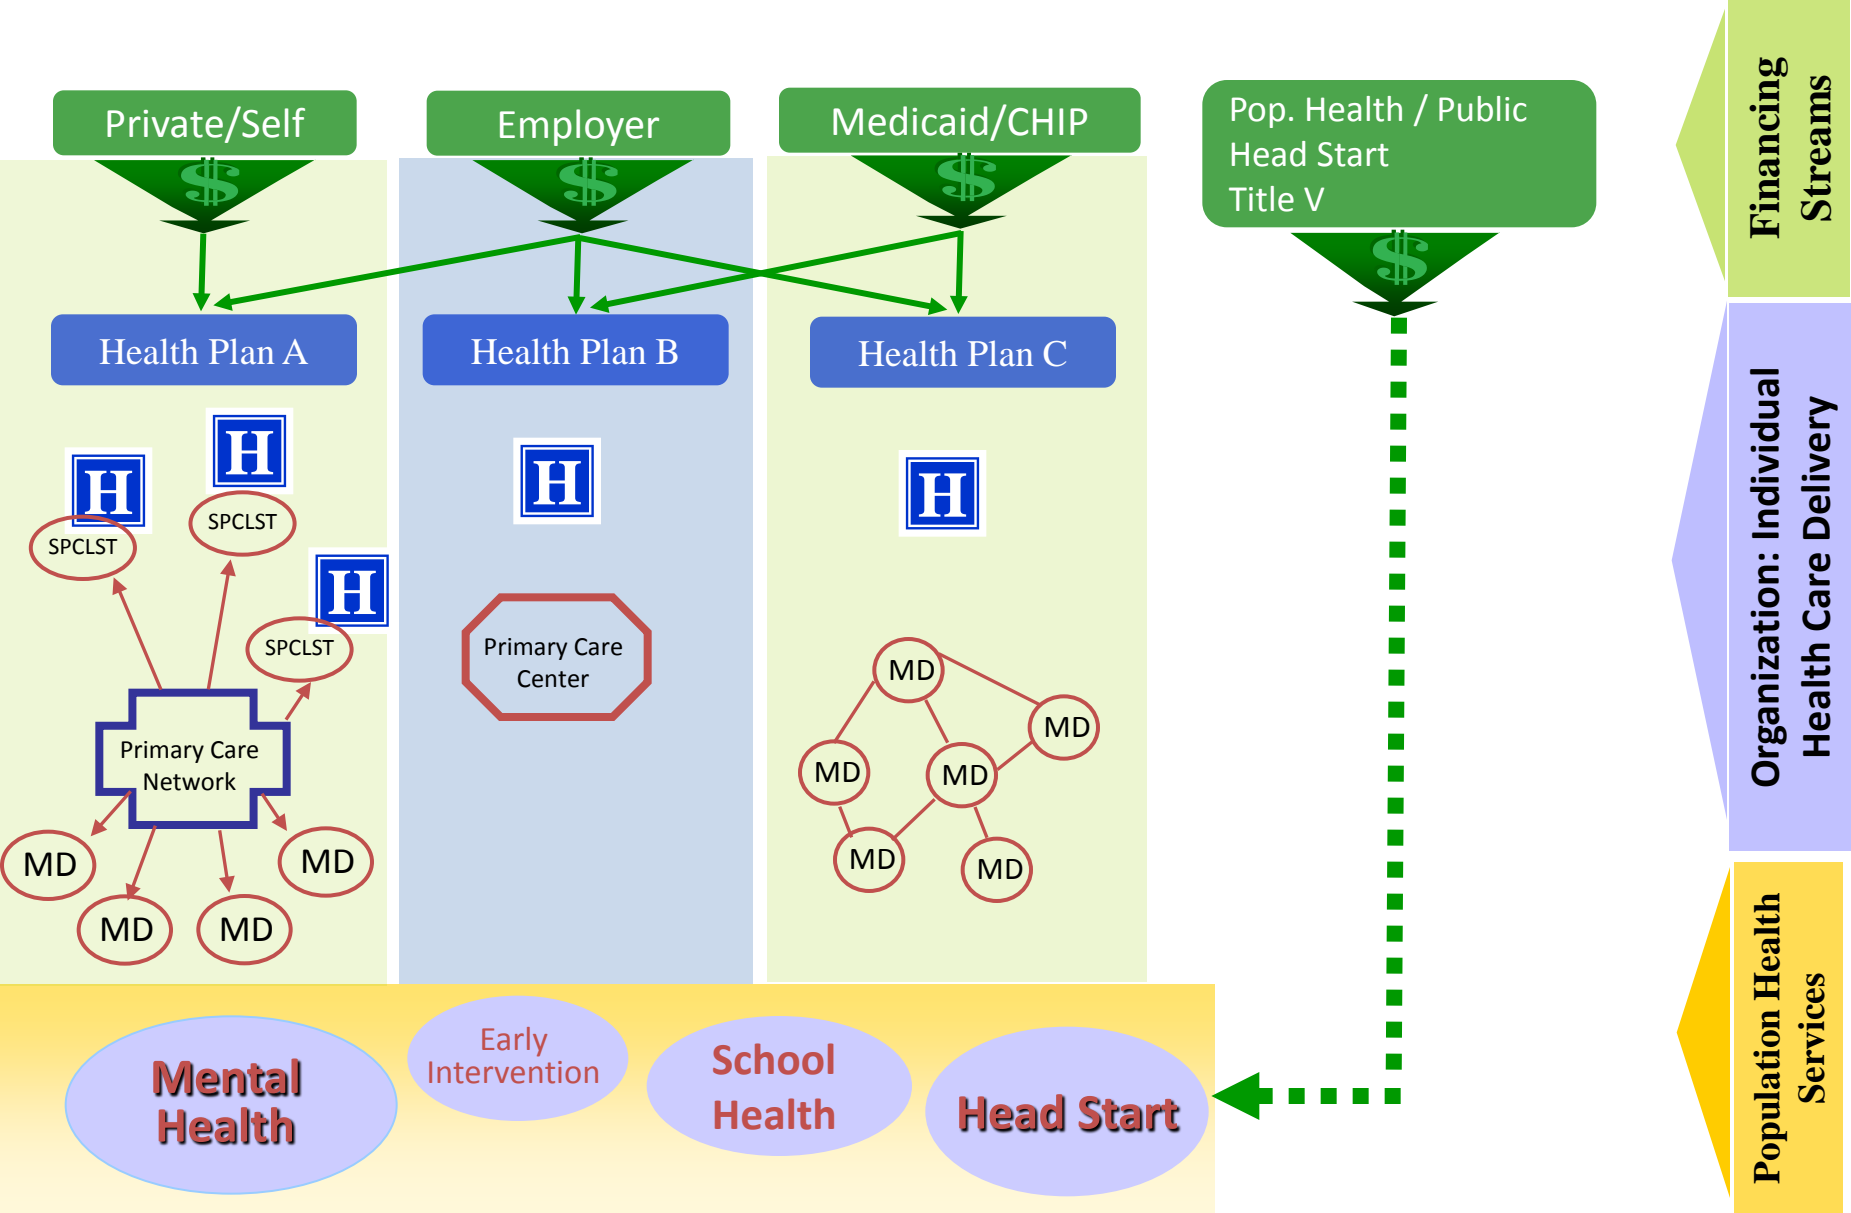 Private/Self
Employer
Medicaid/CHIP
Pop. Health / Public
Head Start
Title V
$
$
$
$
Financing
Streams
Health Plan A
Health Plan B
Health Plan C
H
H
H
H
H
SPCLST
SPCLST
SPCLST
Primary Care
Network
MD
MD
MD
MD
Primary Care
Center
MD
MD
MD
MD
MD
MD
Organization: Individual
Health Care Delivery
Mental
Health
Early
Intervention
School
Health
Head Start
Population Health
Services